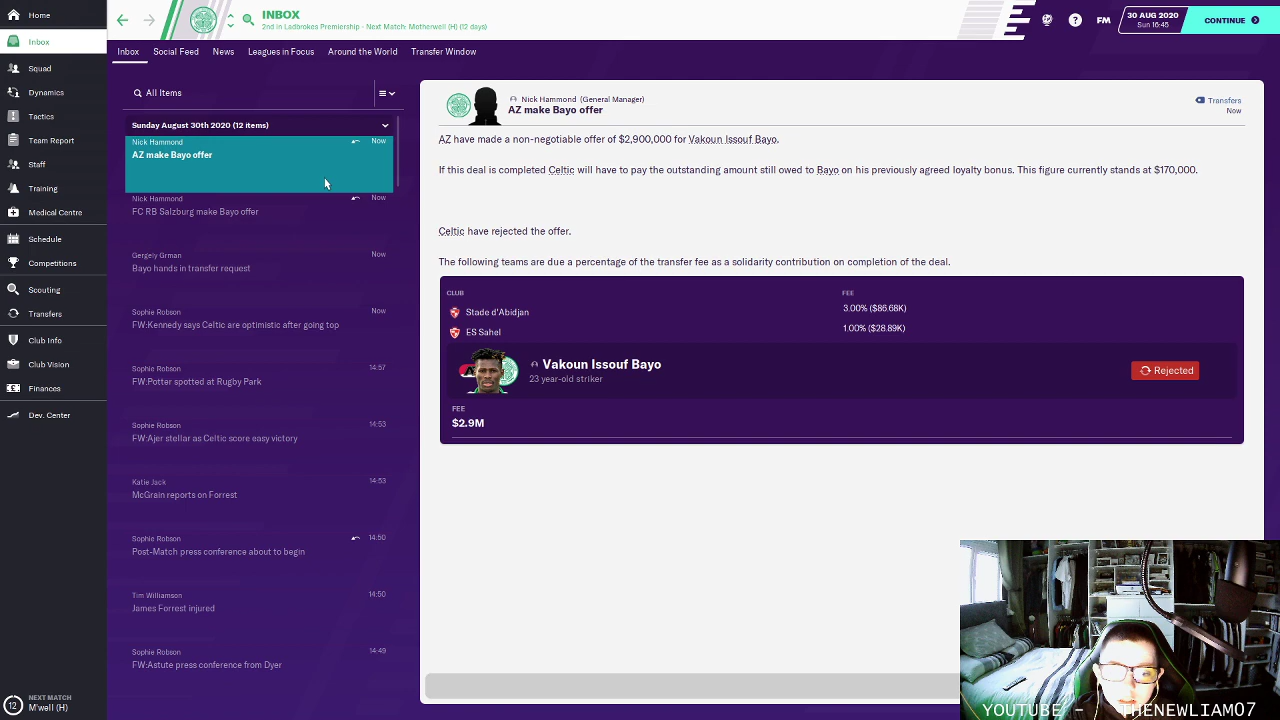 INBOX
2nd in Ladbrokes Premiership - Next Match: Motherwell (H) (12 days)
FM
30 AUG 2020
Sun 16:45
CONTINUE
Inbox
Social Feed
News
Leagues in Focus
Around the World
Transfer Window
Inbox
Squad
Dynamics
Tactics
Team Report
Staff
Training
Medical Centre
Schedule
Competitions
Scouting
Transfers
Club Info
Club Vision
Finances
Dev. Center
NEXT MATCH
12
M'well (H)
All Items
Sunday August 30th 2020 (12 items)
Nick Hammond
Now
AZ make Bayo offer
Nick Hammond
Now
FC RB Salzburg make Bayo offer
Gergely Grman
Now
Bayo hands in transfer request
Sophie Robson
Now
FW:Kennedy says Celtic are optimistic after going top
Sophie Robson
14:57
FW:Potter spotted at Rugby Park
Sophie Robson
14:53
FW:Ajer stellar as Celtic score easy victory
Katie Jack
14:53
McGrain reports on Forrest
Sophie Robson
14:50
Post-Match press conference about to begin
Tim Williamson
14:50
James Forrest injured
Sophie Robson
14:49
FW:Astute press conference from Dyer
Nick Hammond (General Manager)
AZ make Bayo offer
Transfers
Now
AZ have made a non-negotiable offer of $2,900,000 for Vakoun Issouf Bayo.
If this deal is completed Celtic will have to pay the outstanding amount still owed to Bayo on his previously agreed loyalty bonus. This figure currently stands at $170,000.
Celtic have rejected the offer.
The following teams are due a percentage of the transfer fee as a solidarity contribution on completion of the deal.
CLUB
FEE
Stade d'Abidjan
3.00% ($86.68K)
ES Sahel
1.00% ($28.89K)
Vakoun Issouf Bayo
23 year-old striker
Rejected
FEE
$2.9M
YOUTUBE - / THENEWLIAM07